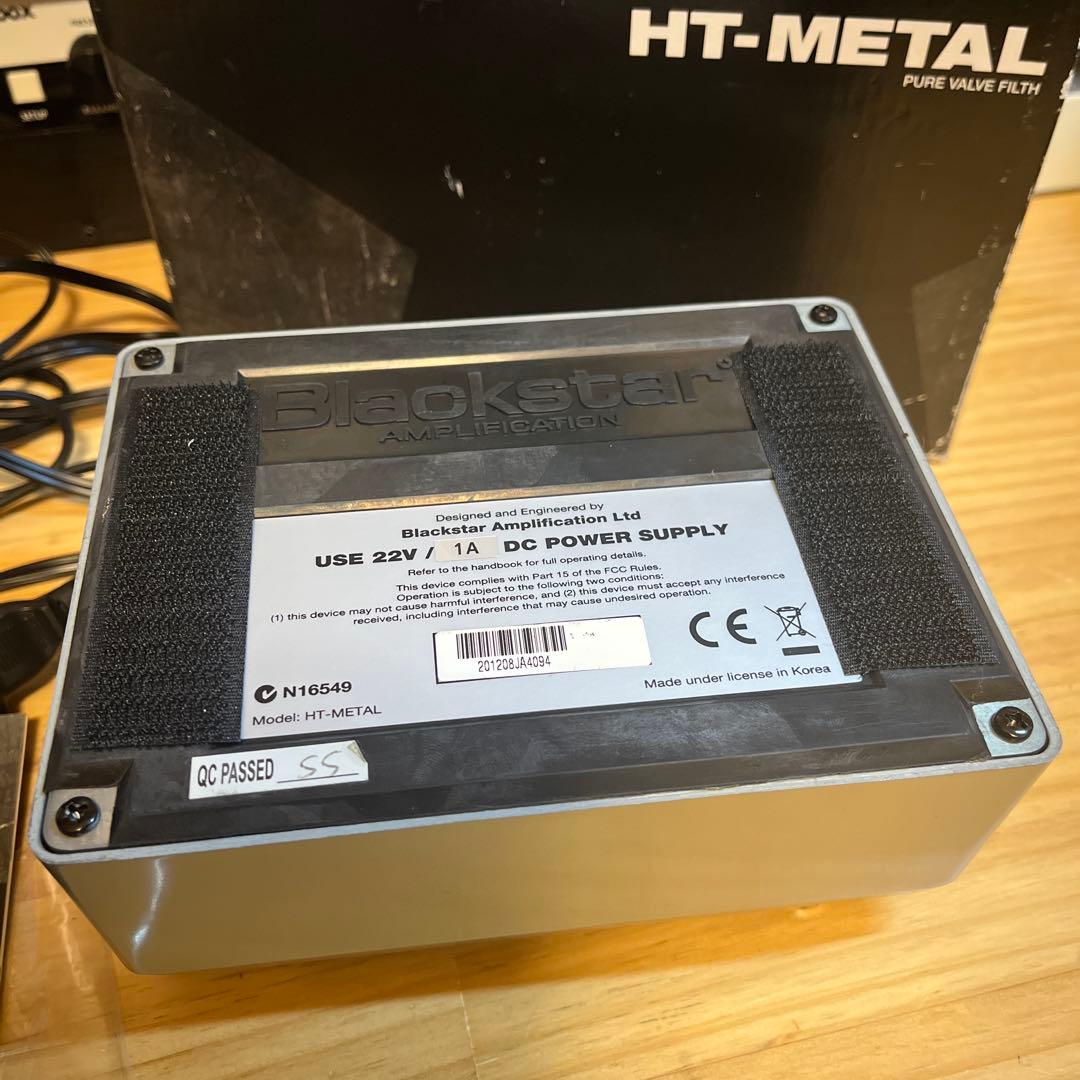 HT-METAL
PURE VALVE FILTH
Blackstar®
AMPLIFICATION
Designed and Engineered by
Blackstar Amplification Ltd
USE 22V / 1A DC POWER SUPPLY
Refer to the handbook for full operating details.
This device complies with Part 15 of the FCC Rules.
Operation is subject to the following two conditions:
(1) this device may not cause harmful interference, and (2) this device must accept any interference
received, including interference that may cause undesired operation.
201208JA4094
CE
N16549
Made under license in Korea
Model: HT-METAL
QC PASSED SS